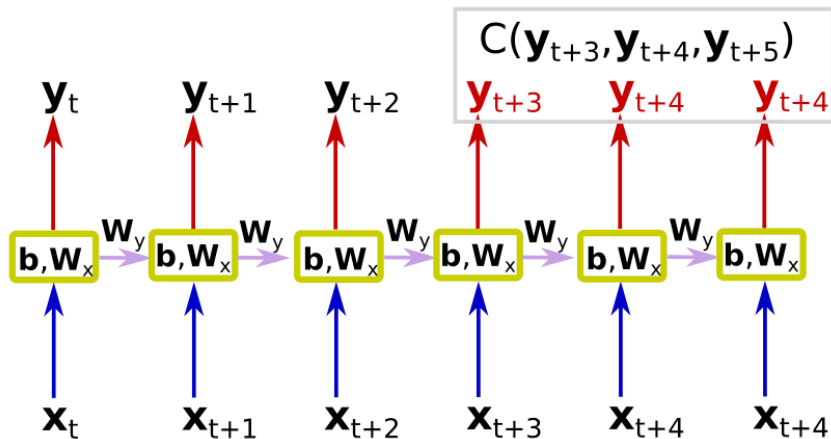 C(y_{t+3},y_{t+4},y_{t+5})
y_t y_{t+1} y_{t+2} y_{t+3} y_{t+4} y_{t+4}
W_y W_y W_y W_y W_y
b,W_x b,W_x b,W_x b,W_x b,W_x b,W_x
x_t x_{t+1} x_{t+2} x_{t+3} x_{t+4} x_{t+4}